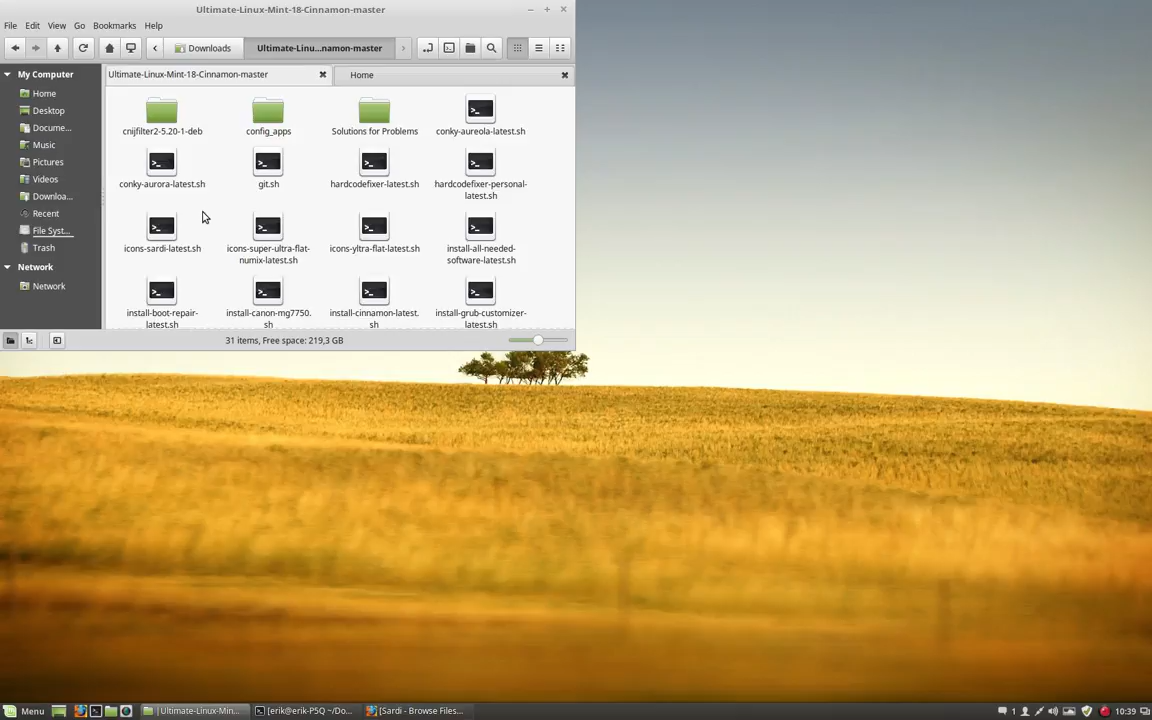 Ultimate-Linux-Mint-18-Cinnamon-master
File Edit View Go Bookmarks Help
Downloads Ultimate-Linu...namon-master
Ultimate-Linux-Mint-18-Cinnamon-master Home
My Computer
Home
Desktop
Docume...
Music
Pictures
Videos
Downloa...
Recent
File Syst...
Trash
Network
Network
cnijfilter2-5.20-1-deb config_apps Solutions for Problems conky-aureola-latest.sh
conky-aurora-latest.sh git.sh hardcodefixer-latest.sh hardcodefixer-personal-
latest.sh
icons-sardi-latest.sh icons-super-ultra-flat- icons-yltra-flat-latest.sh install-all-needed-
numix-latest.sh software-latest.sh
install-boot-repair- install-canon-mg7750. install-cinnamon-latest. install-grub-customizer-
latest.sh sh sh latest.sh
31 items, Free space: 219,3 GB
Menu |Ultimate-Linux-Min... [erik@erik-P5Q ~/Do... [Sardi - Browse Files... 1 10:39